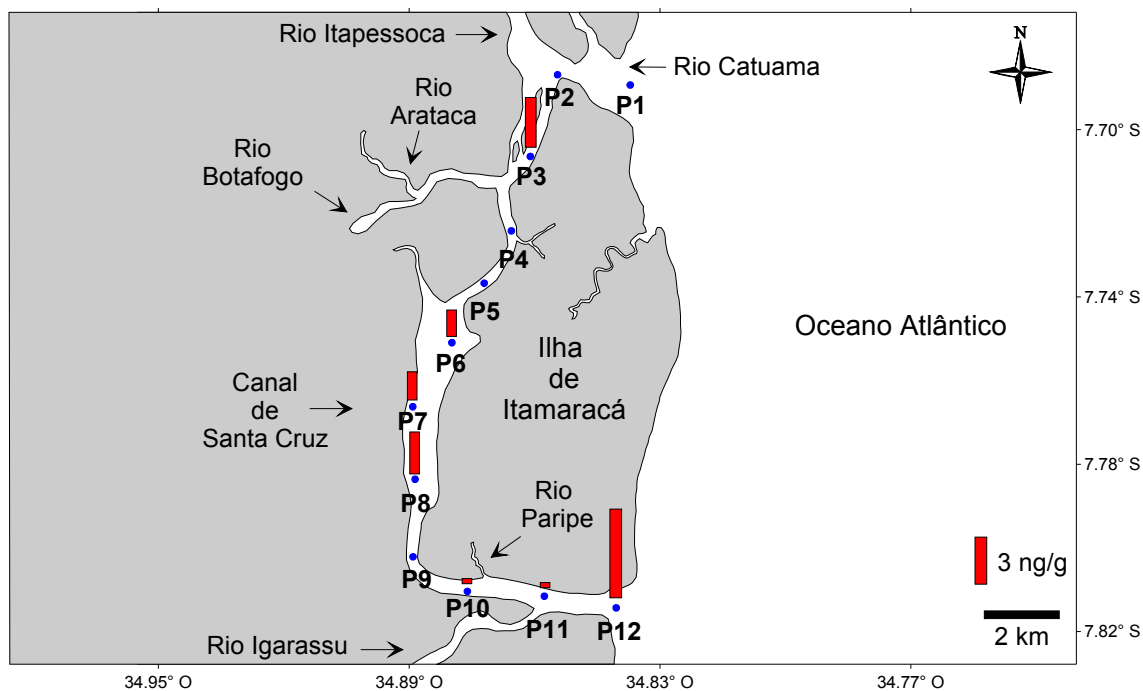 Rio Itapessoca
N
Rio Catuama
P2
P1
Rio
Arataca
7.70° S
Rio
Botafogo
P3
P4
P5
7.74° S
Oceano Atlântico
P6
Ilha
de
Itamaracá
Canal
de
Santa Cruz
P7
7.78° S
P8
Rio
Paripe
3 ng/g
P9
P10
P11
P12
2 km
Rio Igarassu
7.82° S
34.95° O
34.89° O
34.83° O
34.77° O